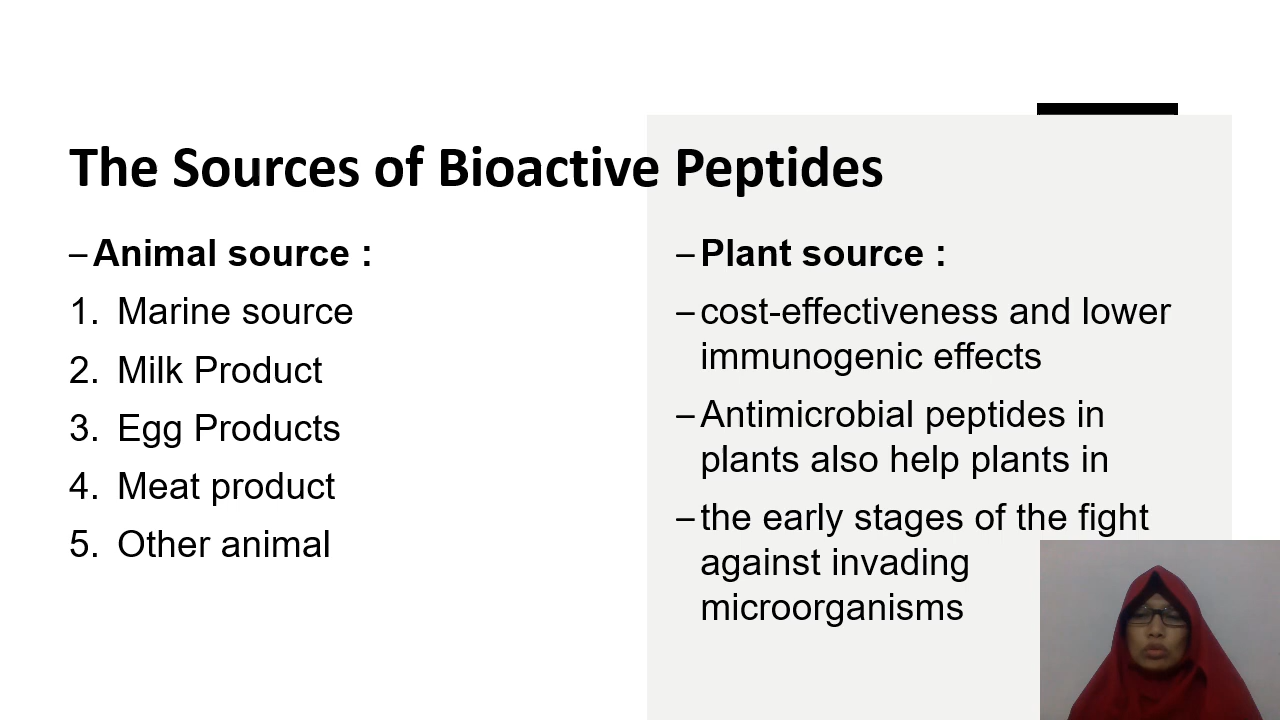 The Sources of Bioactive Peptides
– Animal source :
1. Marine source
2. Milk Product
3. Egg Products
4. Meat product
5. Other animal
– Plant source :
– cost-effectiveness and lower
immunogenic effects
– Antimicrobial peptides in
plants also help plants in
– the early stages of the fight
against invading
microorganisms